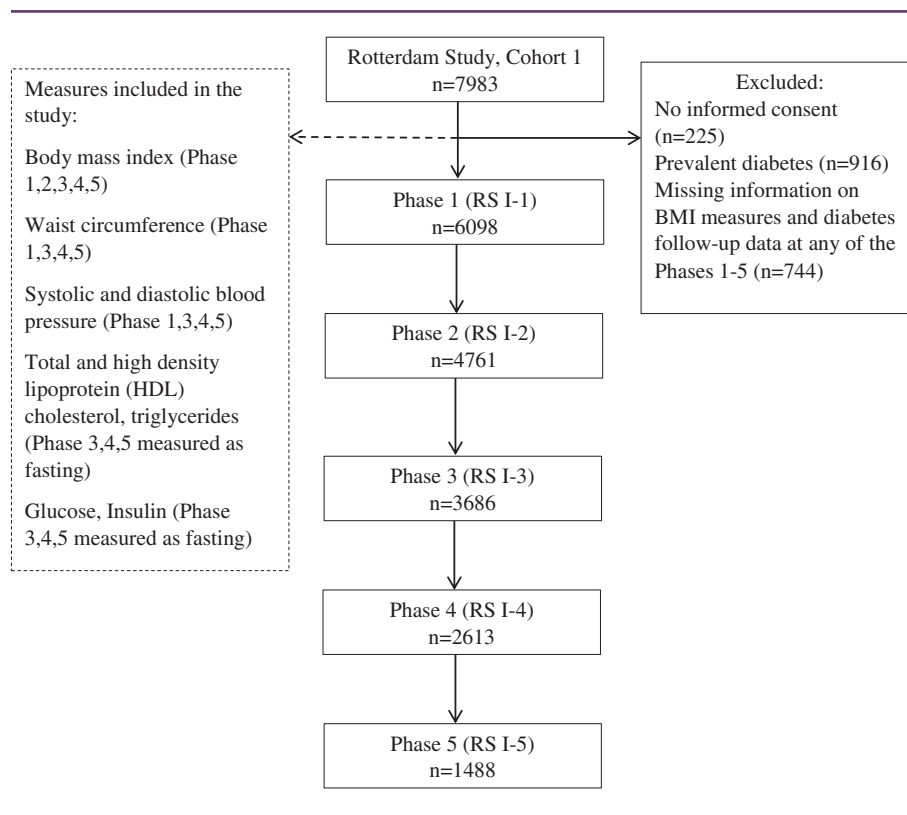 Rotterdam Study, Cohort 1
n=7983
Measures included in the
study:
Body mass index (Phase
1,2,3,4,5)
Waist circumference (Phase
1,3,4,5)
Systolic and diastolic blood
pressure (Phase 1,3,4,5)
Total and high density
lipoprotein (HDL)
cholesterol, triglycerides
(Phase 3,4,5 measured as
fasting)
Glucose, Insulin (Phase
3,4,5 measured as fasting)
Excluded:
No informed consent
(n=225)
Prevalent diabetes (n=916)
Missing information on
BMI measures and diabetes
follow-up data at any of the
Phases 1-5 (n=744)
Phase 1 (RS I-1)
n=6098
Phase 2 (RS I-2)
n=4761
Phase 3 (RS I-3)
n=3686
Phase 4 (RS I-4)
n=2613
Phase 5 (RS I-5)
n=1488